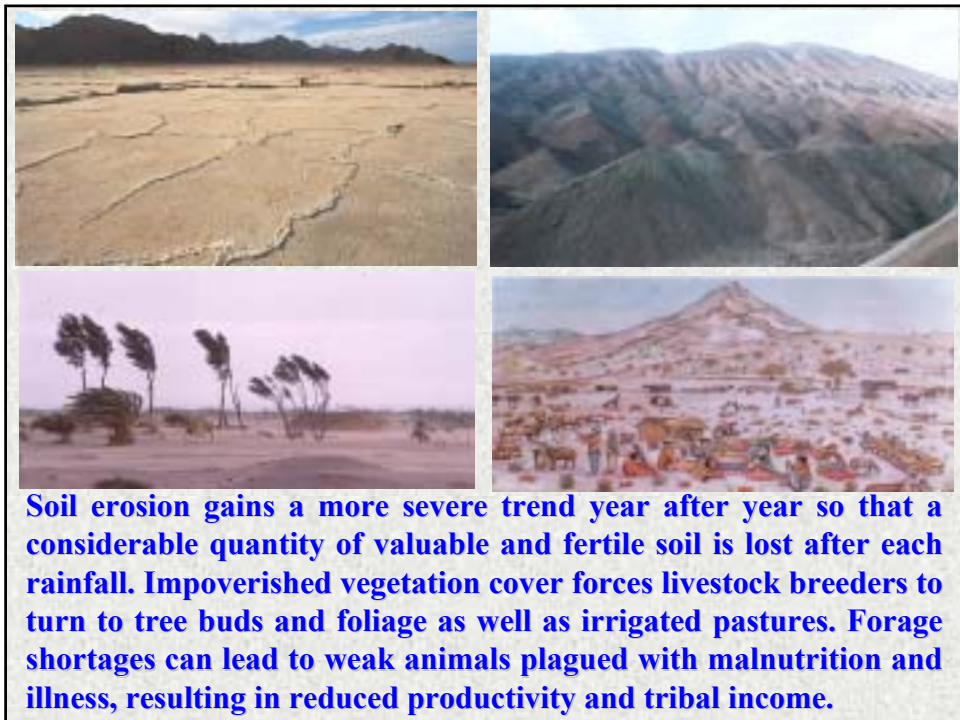 Soil erosion gains a more severe trend year after year so that a
considerable quantity of valuable and fertile soil is lost after each
rainfall. Impoverished vegetation cover forces livestock breeders to
turn to tree buds and foliage as well as irrigated pastures. Forage
shortages can lead to weak animals plagued with malnutrition and
illness, resulting in reduced productivity and tribal income.